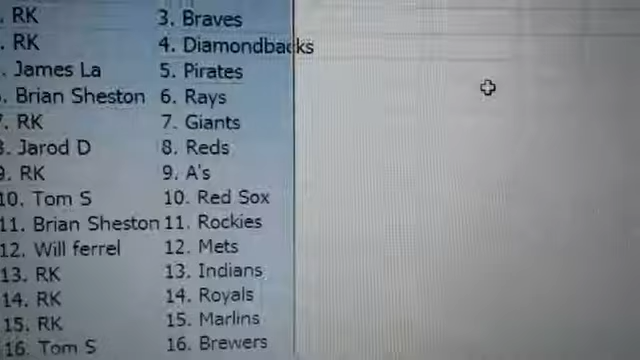 . RK 3. Braves
. RK 4. Diamondbacks
. James La 5. Pirates
. Brian Sheston 6. Rays
7. RK 7. Giants
8. Jarod D 8. Reds
9. RK 9. A's
10. Tom S 10. Red Sox
11. Brian Sheston 11. Rockies
12. Will ferrel 12. Mets
13. RK 13. Indians
14. RK 14. Royals
15. RK 15. Marlins
16. Tom S 16. Brewers